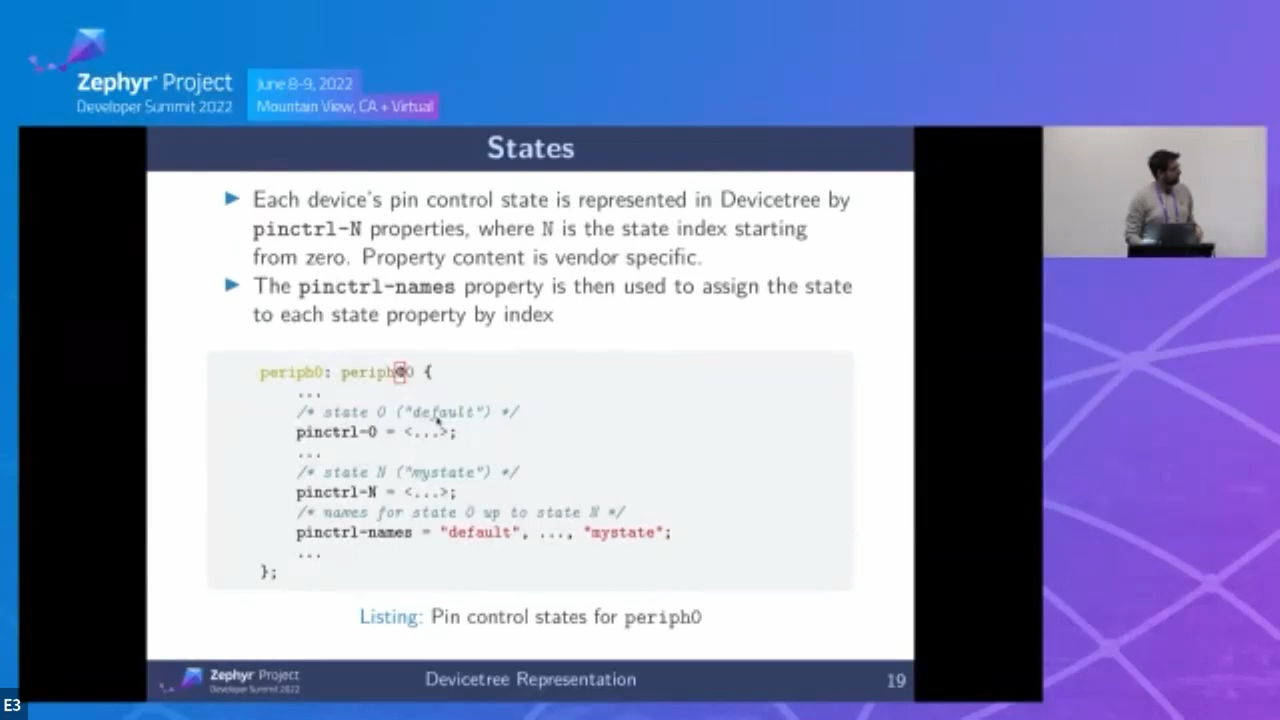 Zephyr® Project
Developer Summit 2022
June 8-9, 2022
Mountain View, CA + Virtual
States
Each device's pin control state is represented in Devicetree by
pinctrl-N properties, where N is the state index starting
from zero. Property content is vendor specific.
The pinctrl-names property is then used to assign the state
to each state property by index
periph0: periph@0 {
...
/* state 0 ("default") */
pinctrl-0 = <...>;
...
/* state N ("mystate") */
pinctrl-N = <...>;
/* names for state 0 up to state N */
pinctrl-names = "default", ..., "mystate";
...
};
Listing: Pin control states for periph0
Zephyr® Project
Developer Summit 2022
Devicetree Representation
19
E3